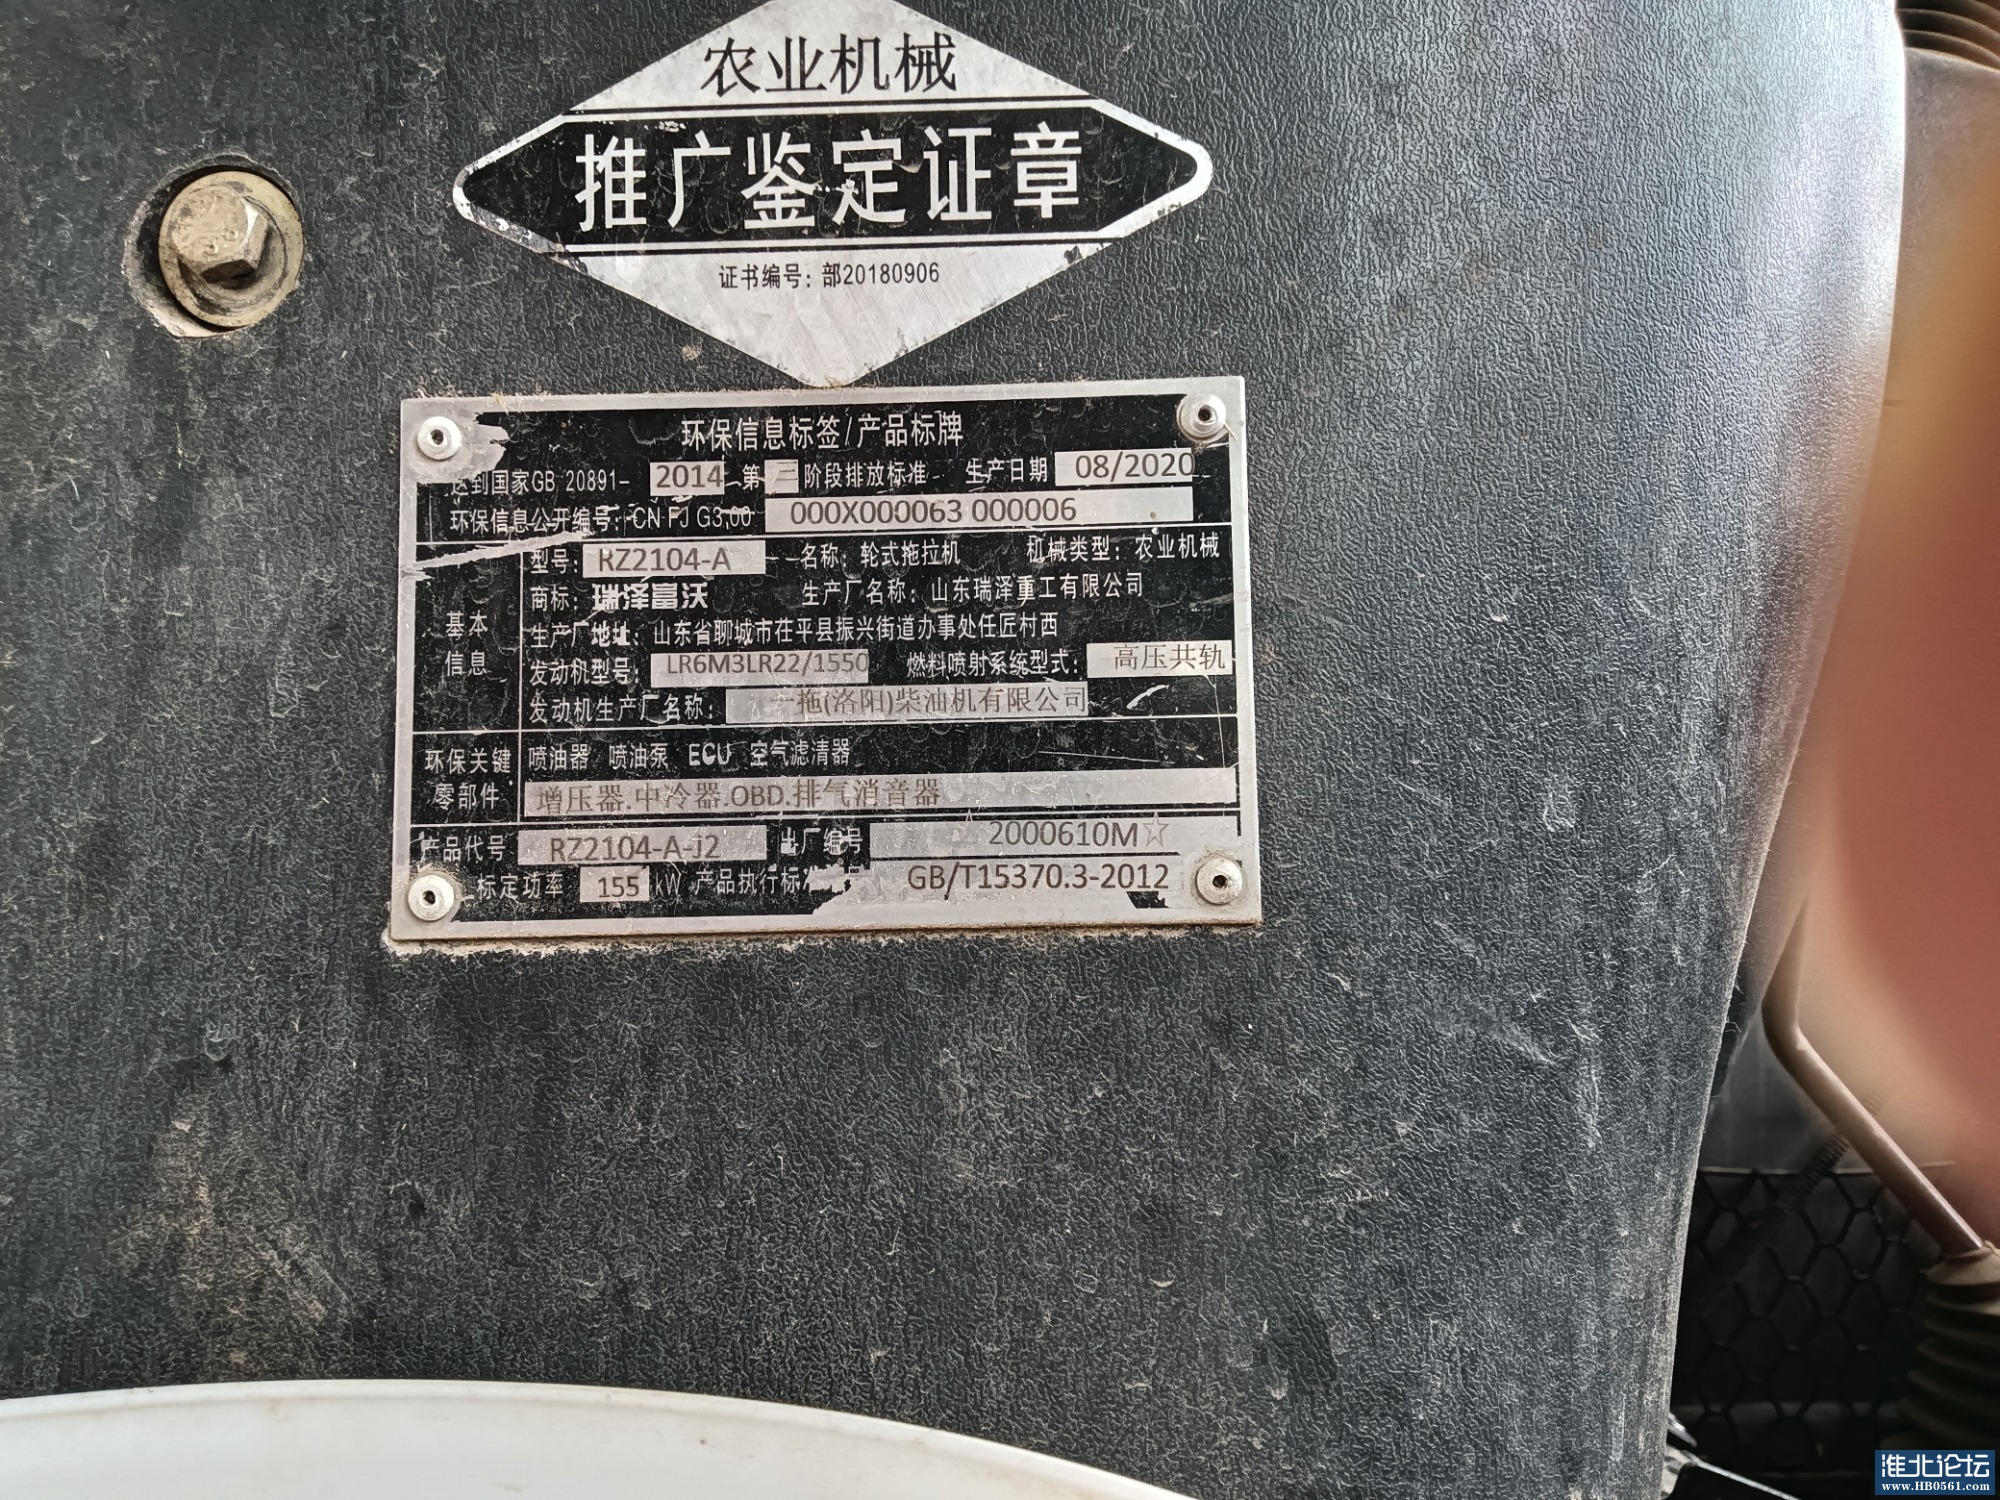 农业机械
推广鉴定证章
证书编号：部20180906
环保信息标签/产品标牌
达到国家GB 20891-2014 第三阶段排放标准 生产日期 08/2020
环保信息公开编号：CN FJ G3,00 000X000063 000006
型号：RZ2104-A 名称：轮式拖拉机 机械类型：农业机械
商标：瑞泽富沃 生产厂名称：山东瑞泽重工有限公司
基本信息
生产厂地址：山东省聊城市茌平县振兴街道办事处任匠村西
发动机型号：LR6M3LR22/1550 燃料喷射系统型式：高压共轨
发动机生产厂名称：一拖(洛阳)柴油机有限公司
环保关键零部件
喷油器 喷油泵 ECU 空气滤清器
增压器.中冷器.OBD.排气消音器
产品代号 RZ2104-A-J2 出厂编号 ☆2000610M☆
标定功率 155 kW 产品执行标 GB/T15370.3-2012
淮北论坛
www.HB0561.com